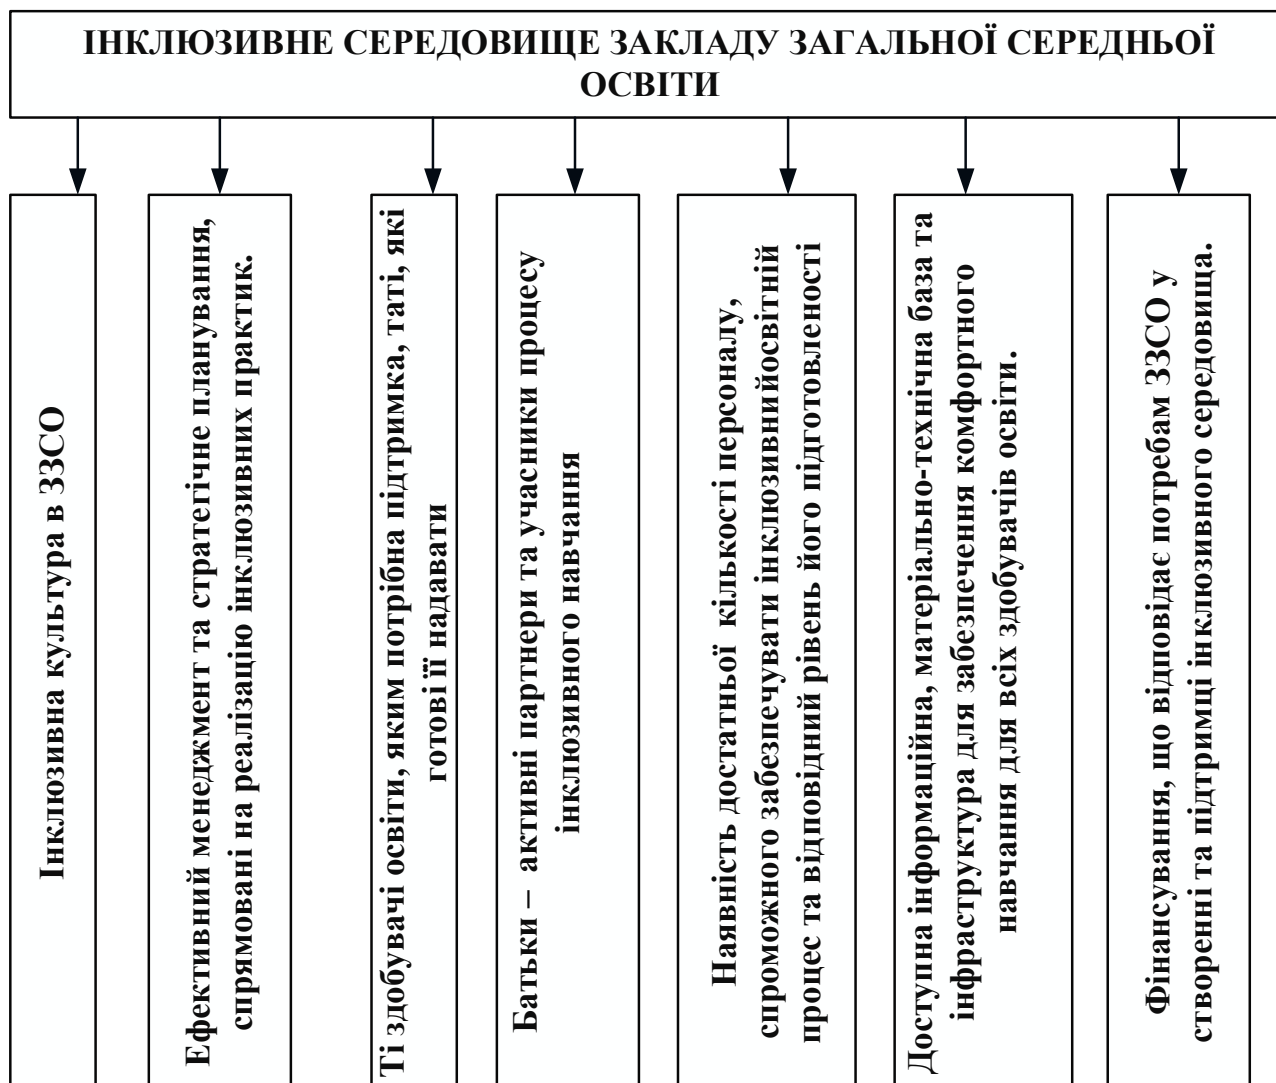 ІНКЛЮЗИВНЕ СЕРЕДОВИЩЕ ЗАКЛАДУ ЗАГАЛЬНОЇ СЕРЕДНЬОЇ
ОСВІТИ
Інклюзивна культура в ЗЗСО
Ефективний менеджмент та стратегічне планування,
спрямовані на реалізацію інклюзивних практик.
Ті здобувачі освіти, яким потрібна підтримка, таті, які
готові її надавати
Батьки – активні партнери та учасники процесу
інклюзивного навчання
Наявність достатньої кількості персоналу,
спроможного забезпечувати інклюзивнийосвітній
процес та відповідний рівень його підготовленості
Доступна інформаційна, матеріально-технічна база та
інфраструктура для забезпечення комфортного
навчання для всіх здобувачів освіти.
Фінансування, що відповідає потребам ЗЗСО у
створенні та підтримці інклюзивного середовища.